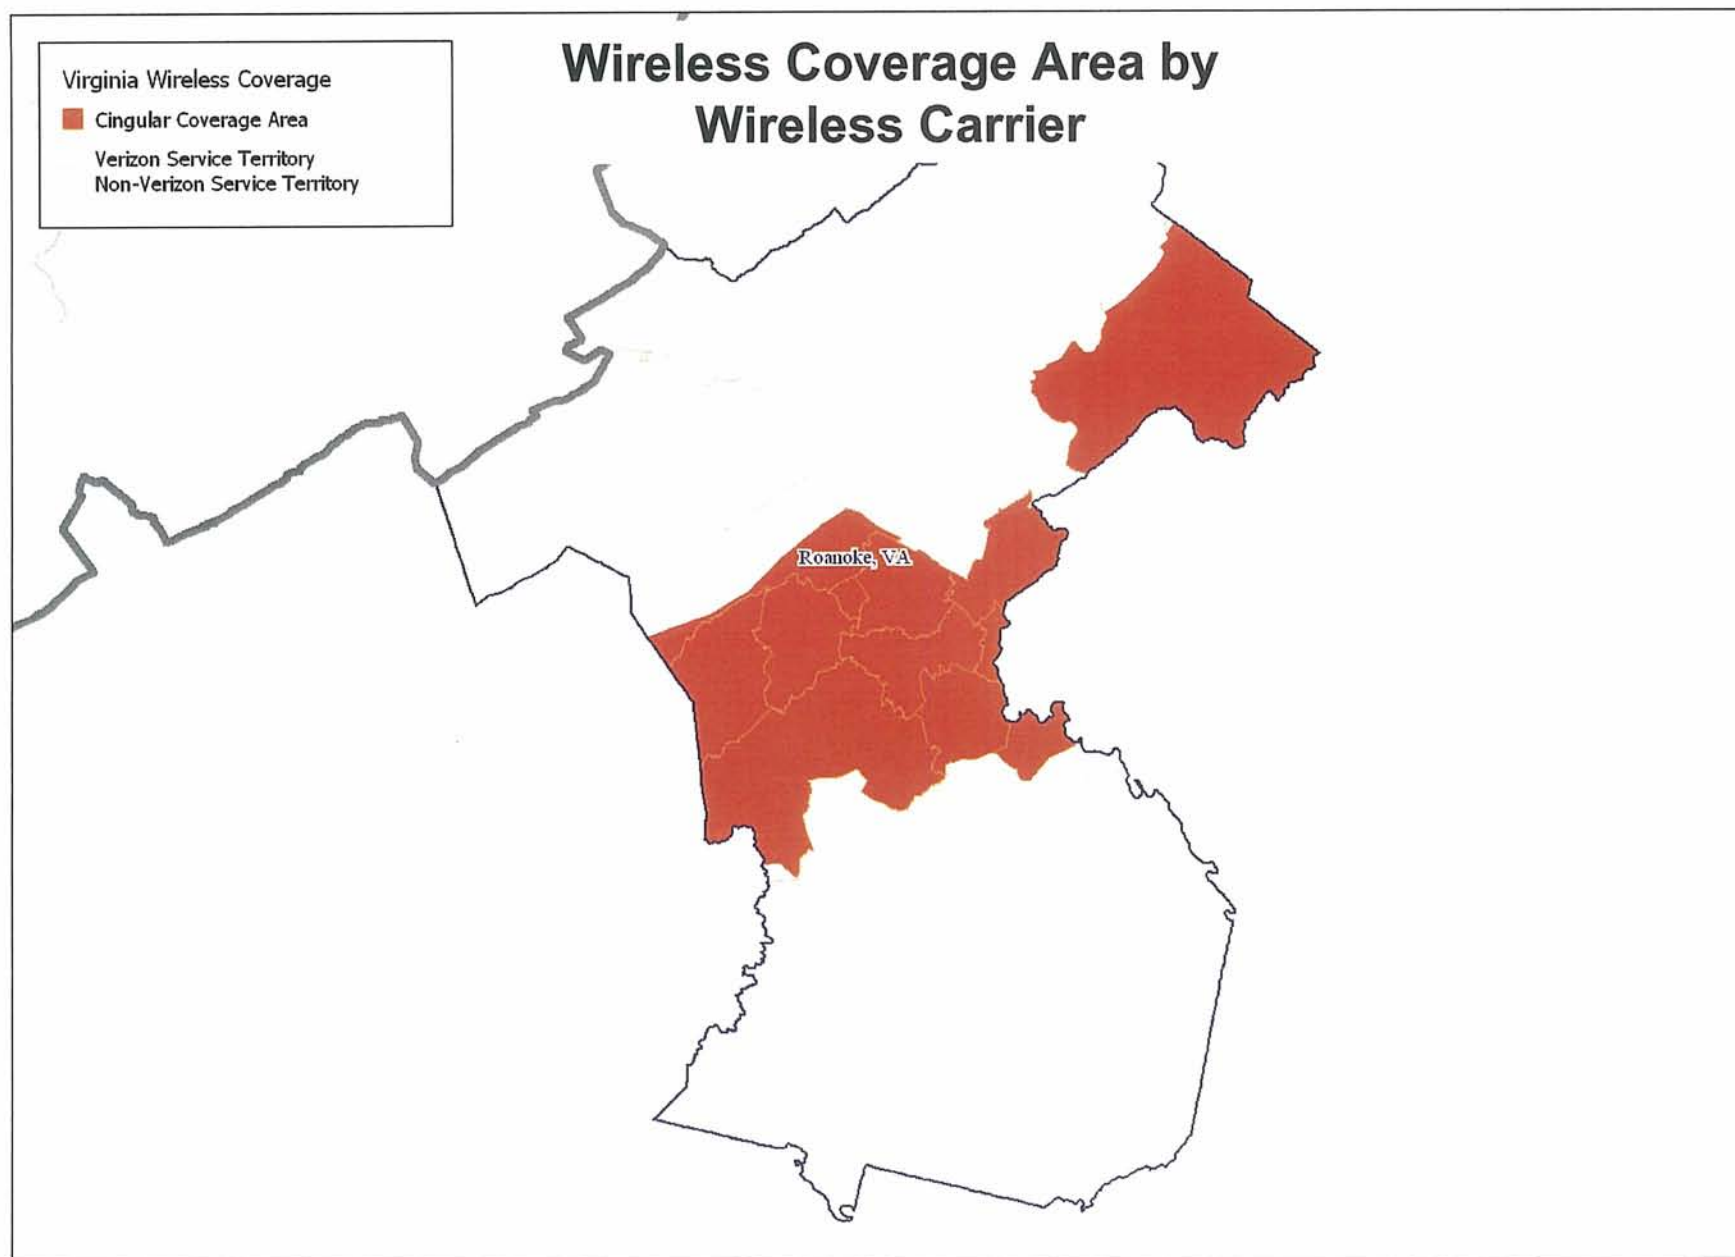 Wireless Coverage Area by
Wireless Carrier
Virginia Wireless Coverage
Cingular Coverage Area
Verizon Service Territory
Non-Verizon Service Territory
Roanoke, VA